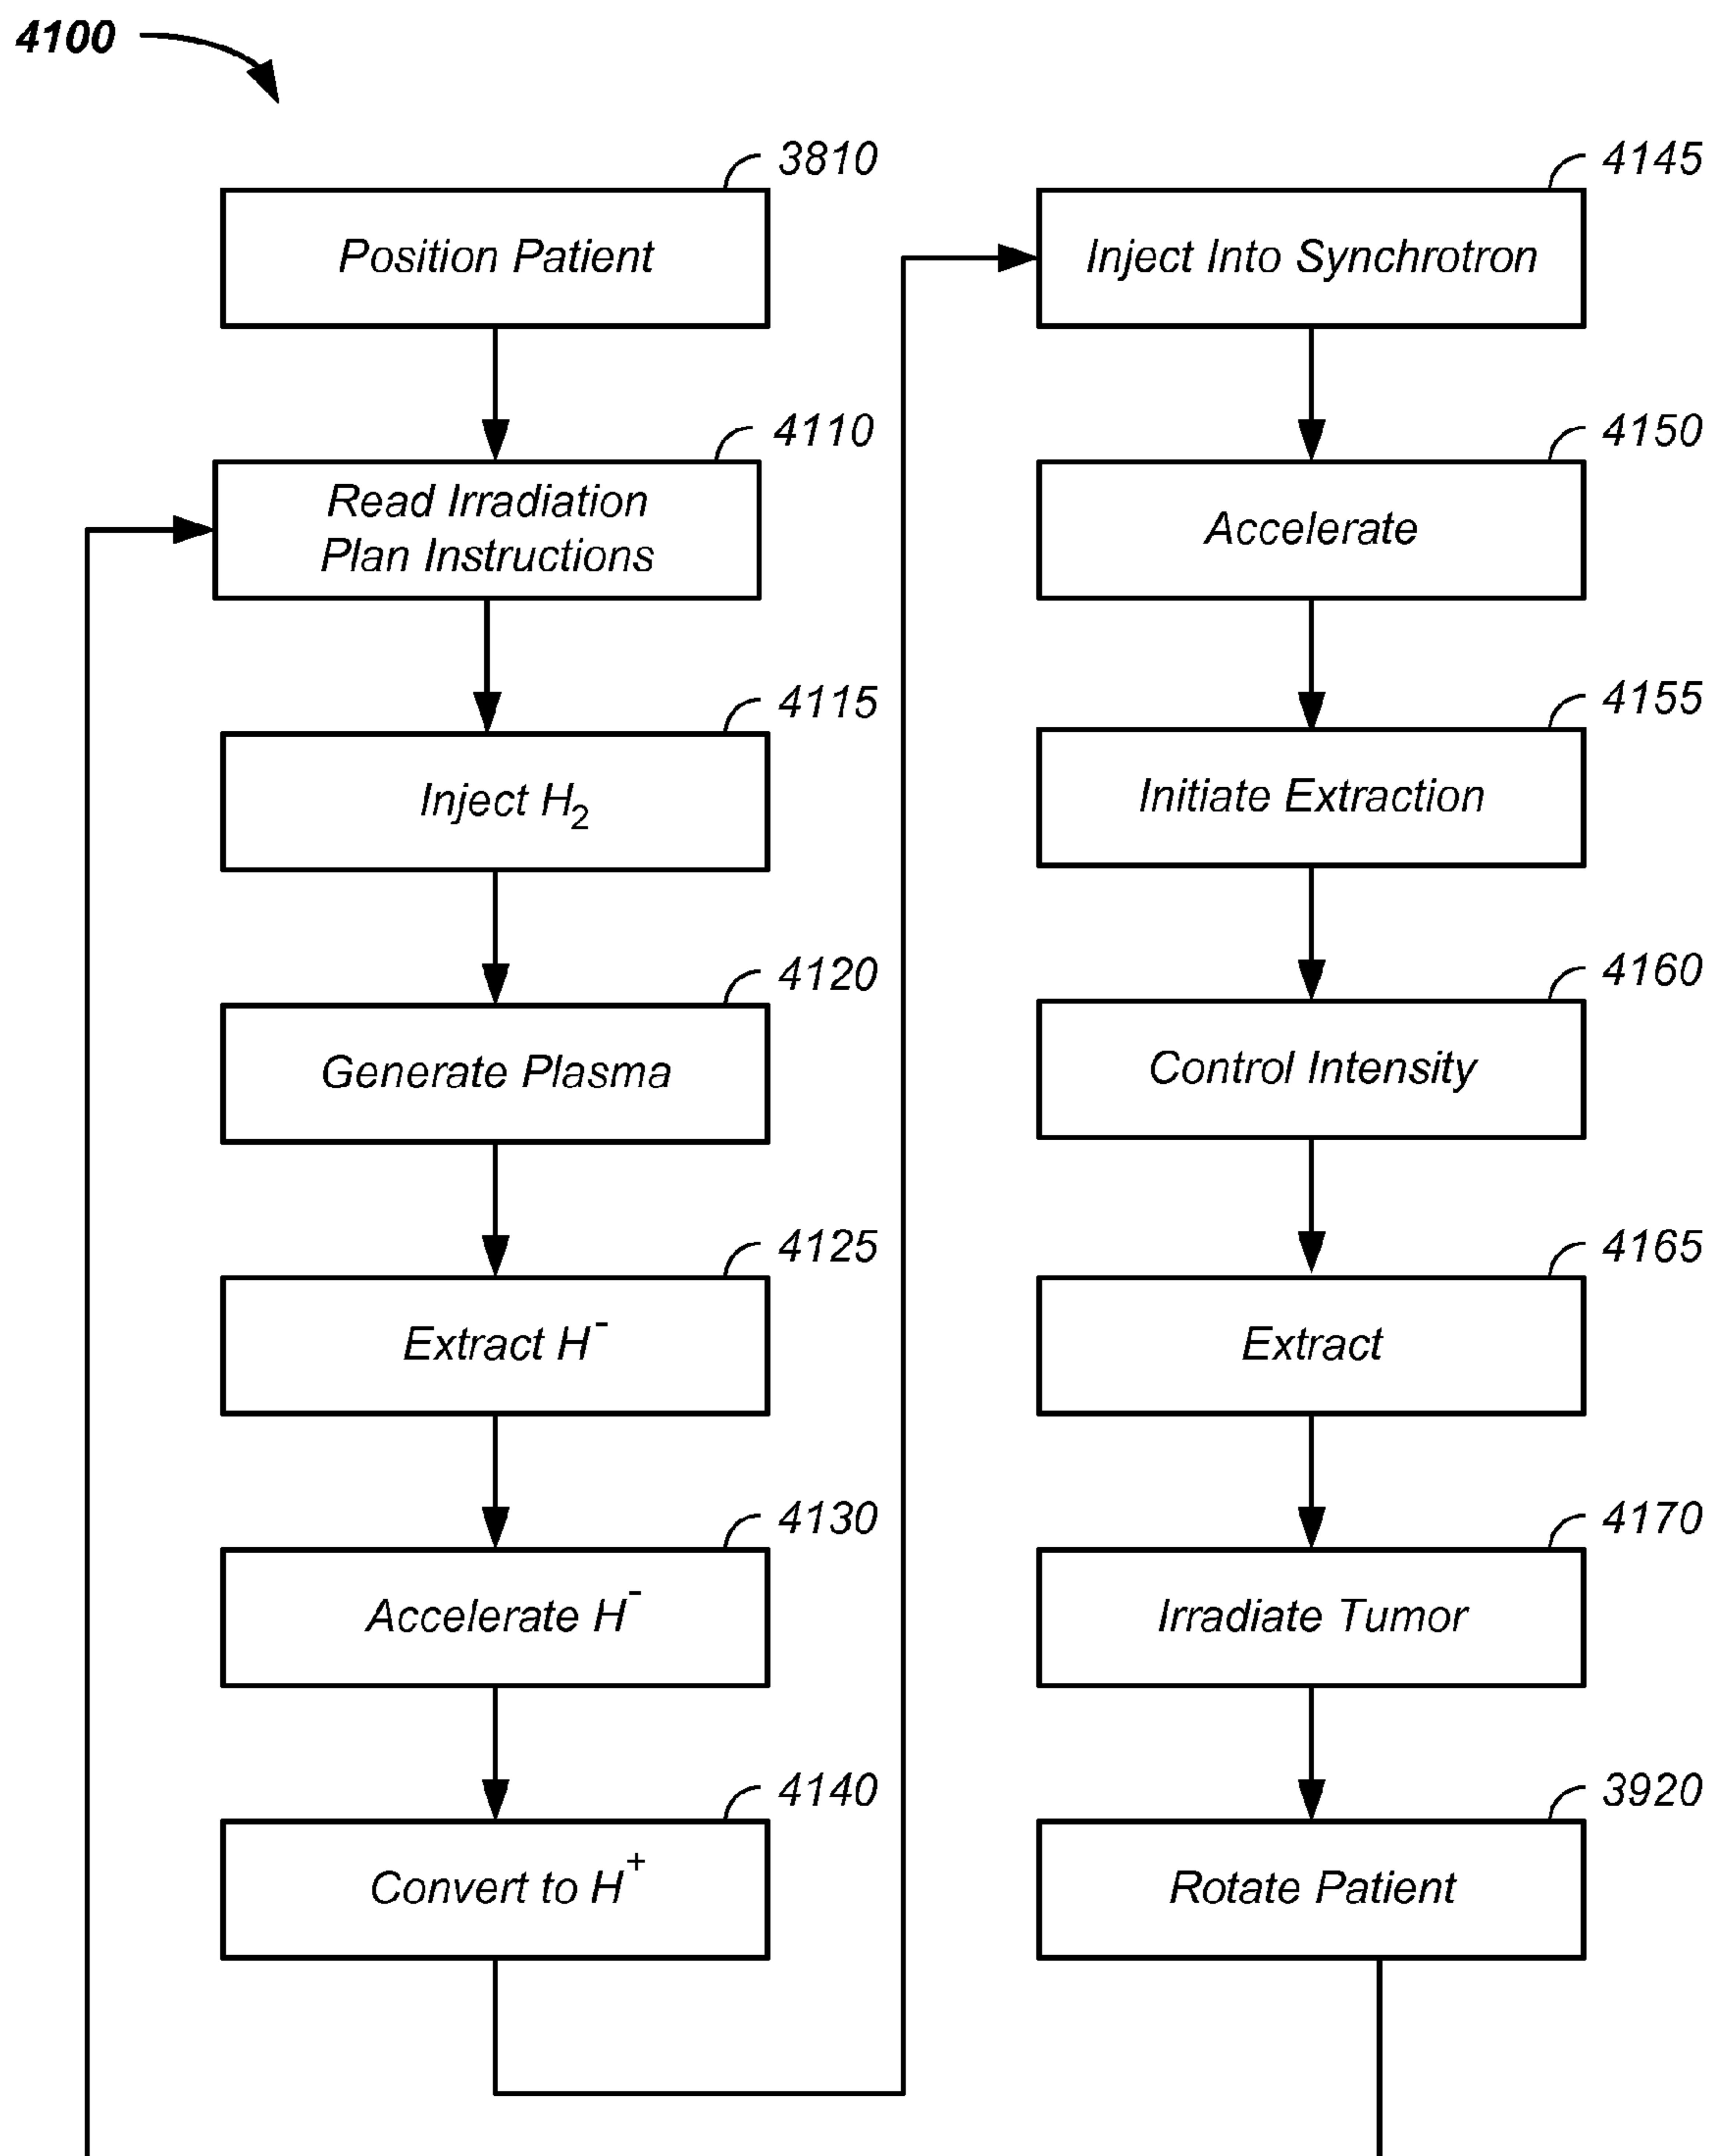 4100
3810
Position Patient
4110
Read Irradiation
Plan Instructions
4115
Inject H₂
4120
Generate Plasma
4125
Extract H⁻
4130
Accelerate H⁻
4140
Convert to H⁺
4145
Inject Into Synchrotron
4150
Accelerate
4155
Initiate Extraction
4160
Control Intensity
4165
Extract
4170
Irradiate Tumor
3920
Rotate Patient